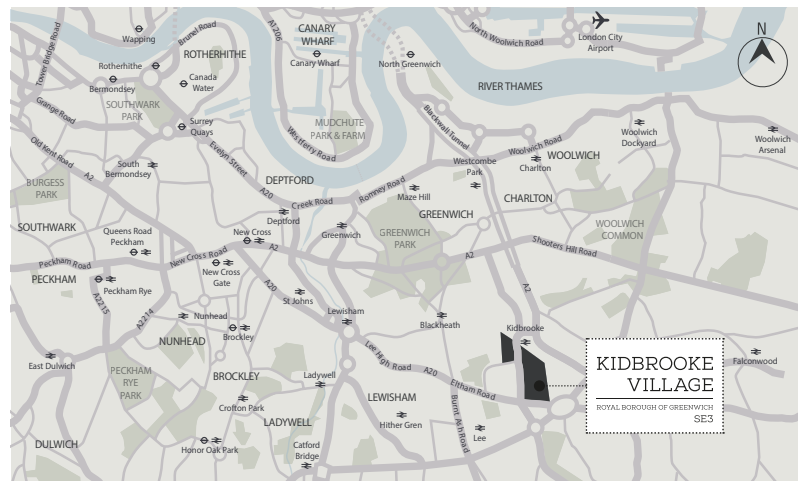 Wapping
Brunel Road
A1206
CANARY
WHARF
North Woolwich Road
London City
Airport
N
Tower Bridge Road
Rotherhithe
ROTHERHITHE
Canary Wharf
North Greenwich
Bermondsey
Canada
Water
RIVER THAMES
SOUTHWARK
PARK
Grange Road
Surrey
Quays
MUDCHUTE
PARK & FARM
Blackwall Tunnel
Woolwich
Dockyard
Woolwich
Arsenal
Old Kent Road
Evelyn Street
Westferry Road
Woolwich Road
WOOLWICH
South
Bermondsey
A2
Westcombe
Park
Charlton
BURGESS
PARK
DEPTFORD
A20
Romney Road
Maze Hill
CHARLTON
Creek Road
Deptford
GREENWICH
SOUTHWARK
Queens Road
Peckham
New Cross
Greenwich
GREENWICH
PARK
WOOLWICH
COMMON
A2
Shooters Hill Road
Peckham Road
New Cross Road
A2
PECKHAM
Peckham Rye
New Cross
Gate
A20
St Johns
A2
A2215
A2214
Nunhead
Lewisham
Blackheath
Kidbrooke
Brockley
NUNHEAD
Lee High Road
East Dulwich
PECKHAM
RYE
PARK
BROCKLEY
Ladywell
A20
Eltham Road
KIDBROOKE
VILLAGE
ROYAL BOROUGH OF GREENWICH
SE3
Falconwood
Crofton Park
LEWISHAM
Burnt Ash Road
Hither Gren
LADYWELL
Lee
DULWICH
Honor Oak Park
Catford
Bridge